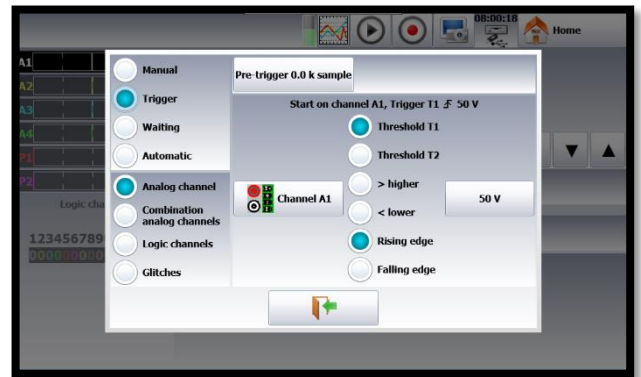 08:00:18
Home
A1
A2
A3
A4
P1
P2
Logic cha
123456789
Manual
Trigger
Waiting
Automatic
Analog channel
Combination
analog channels
Logic channels
Glitches
Pre-trigger 0.0 k sample
Start on channel A1, Trigger T1 50 V
Threshold T1
Threshold T2
> higher
< lower
Rising edge
Falling edge
Channel A1
50 V